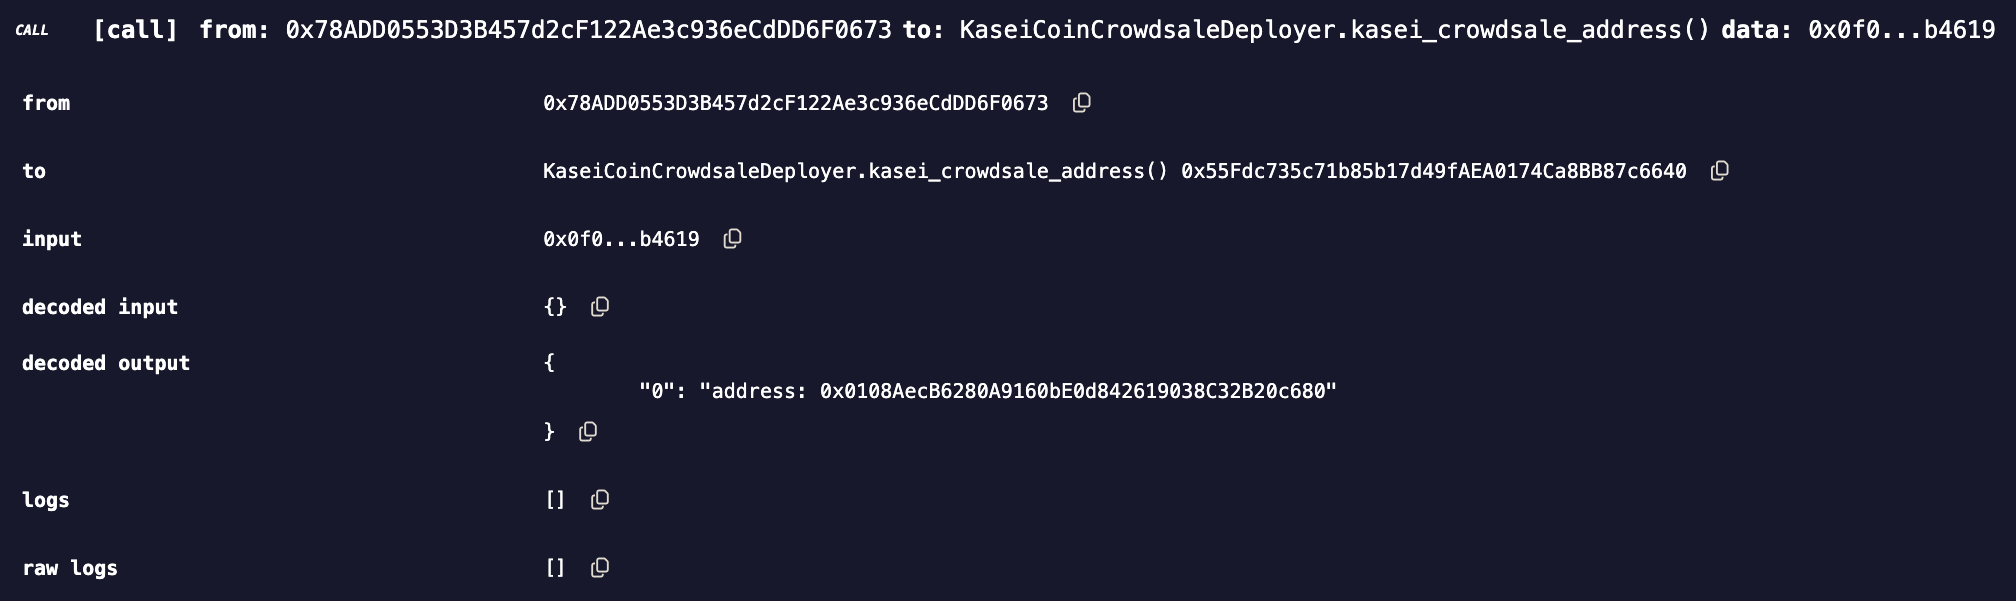 CALL [call] from: 0x78ADD0553D3B457d2cF122Ae3c936eCdDD6F0673 to: KaseiCoinCrowdsaleDeployer.kasei_crowdsale_address() data: 0x0f0...b4619
from 0x78ADD0553D3B457d2cF122Ae3c936eCdDD6F0673
to KaseiCoinCrowdsaleDeployer.kasei_crowdsale_address() 0x55Fdc735c71b85b17d49fAEA0174Ca8BB87c6640
input 0x0f0...b4619
decoded input {}
decoded output {
"0": "address: 0x0108AecB6280A9160bE0d842619038C32B20c680"
}
logs []
raw logs []